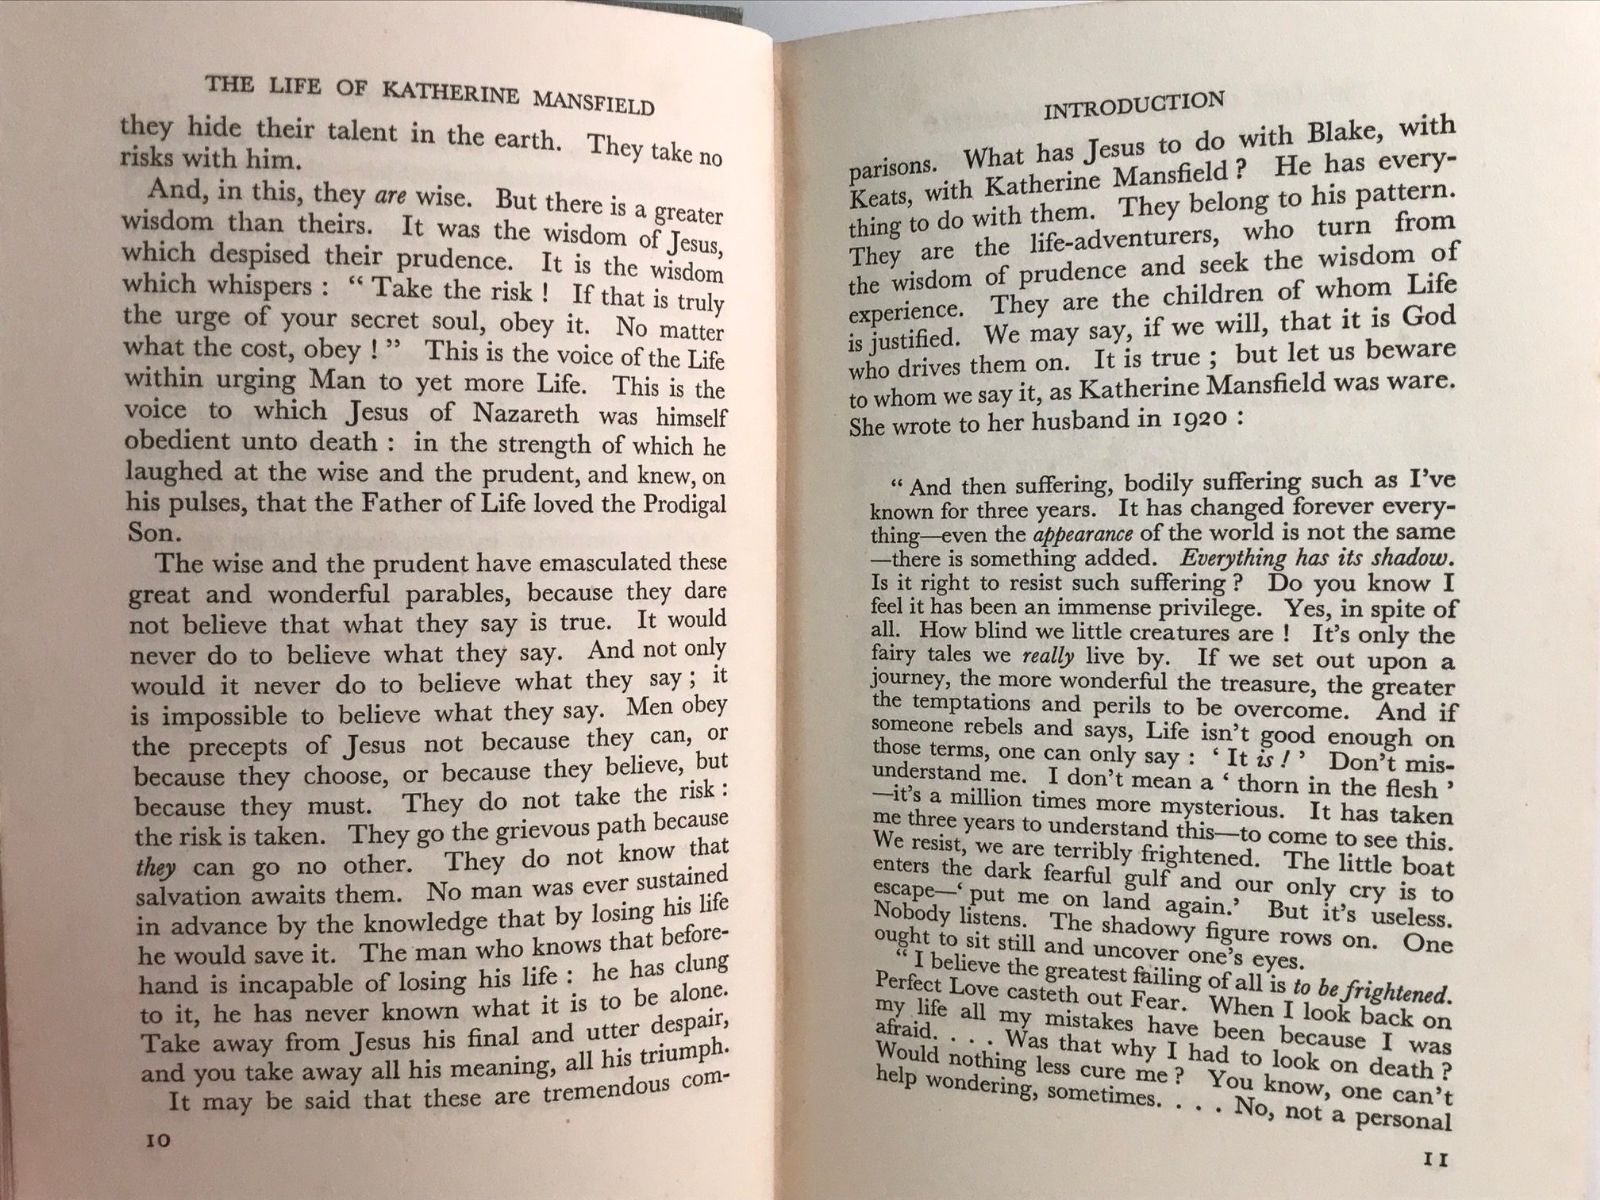 THE LIFE OF KATHERINE MANSFIELD
they hide their talent in the earth. They take no
risks with him.
And, in this, they are wise. But there is a greater
wisdom than theirs. It was the wisdom of Jesus,
which despised their prudence. It is the wisdom
which whispers : “ Take the risk ! If that is truly
the urge of your secret soul, obey it. No matter
what the cost, obey ! ” This is the voice of the Life
within urging Man to yet more Life. This is the
voice to which Jesus of Nazareth was himself
obedient unto death : in the strength of which he
laughed at the wise and the prudent, and knew, on
his pulses, that the Father of Life loved the Prodigal
Son.
The wise and the prudent have emasculated these
great and wonderful parables, because they dare
not believe that what they say is true. It would
never do to believe what they say. And not only
would it never do to believe what they say ; it
is impossible to believe what they say. Men obey
the precepts of Jesus not because they can, or
because they choose, or because they believe, but
because they must. They do not take the risk :
the risk is taken. They go the grievous path because
they can go no other. They do not know that
salvation awaits them. No man was ever sustained
in advance by the knowledge that by losing his life
he would save it. The man who knows that before-
hand is incapable of losing his life : he has clung
to it, he has never known what it is to be alone.
Take away from Jesus his final and utter despair,
and you take away all his meaning, all his triumph.
It may be said that these are tremendous com-
10
INTRODUCTION
parisons. What has Jesus to do with Blake, with
Keats, with Katherine Mansfield ? He has every-
thing to do with them. They belong to his pattern.
They are the life-adventurers, who turn from
the wisdom of prudence and seek the wisdom of
experience. They are the children of whom Life
is justified. We may say, if we will, that it is God
who drives them on. It is true ; but let us beware
to whom we say it, as Katherine Mansfield was ware.
She wrote to her husband in 1920 :
“ And then suffering, bodily suffering such as I’ve
known for three years. It has changed forever every-
thing—even the appearance of the world is not the same
—there is something added. Everything has its shadow.
Is it right to resist such suffering ? Do you know I
feel it has been an immense privilege. Yes, in spite of
all. How blind we little creatures are ! It’s only the
fairy tales we really live by. If we set out upon a
journey, the more wonderful the treasure, the greater
the temptations and perils to be overcome. And if
someone rebels and says, Life isn’t good enough on
those terms, one can only say : ‘ It is ! ’ Don’t mis-
understand me. I don’t mean a ‘ thorn in the flesh ’
—it’s a million times more mysterious. It has taken
me three years to understand this—to come to see this.
We resist, we are terribly frightened. The little boat
enters the dark fearful gulf and our only cry is to
escape—‘ put me on land again.’ But it’s useless.
Nobody listens. The shadowy figure rows on. One
ought to sit still and uncover one’s eyes.
“ I believe the greatest failing of all is to be frightened.
Perfect Love casteth out Fear. When I look back on
my life all my mistakes have been because I was
afraid. . . . Was that why I had to look on death ?
Would nothing less cure me ? You know, one can’t
help wondering, sometimes. . . . No, not a personal
11